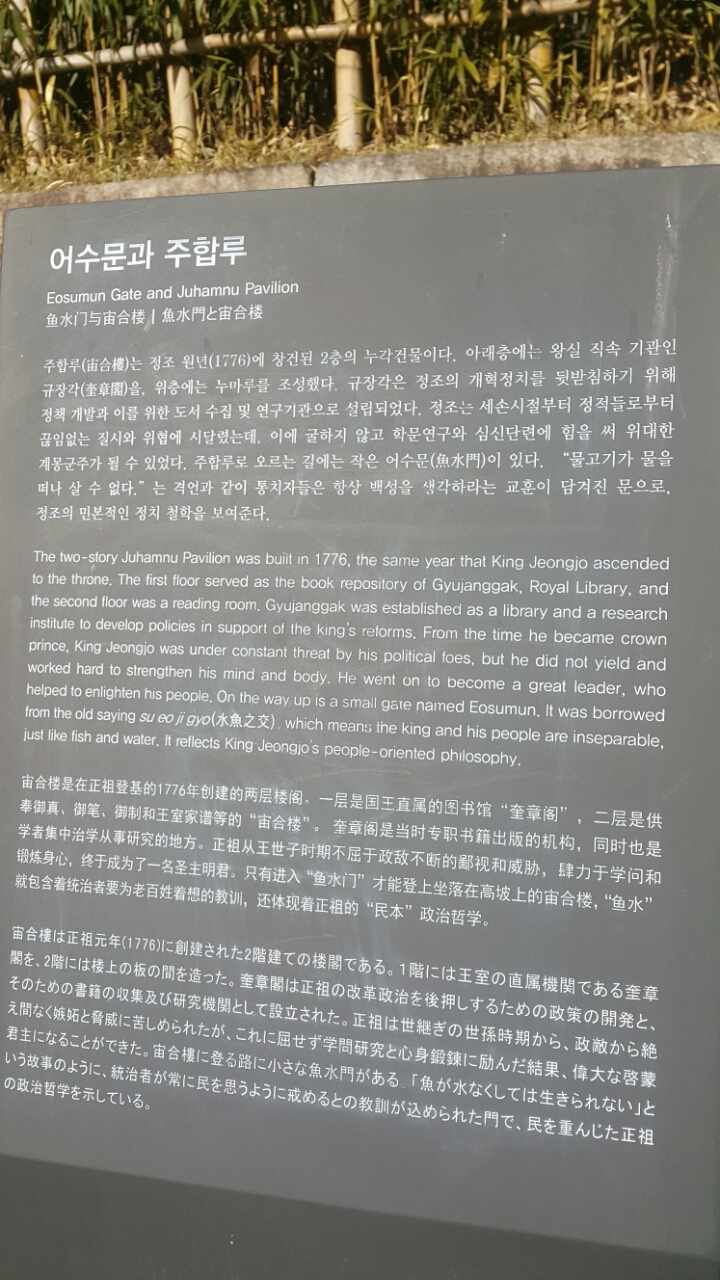 어수문과 주합루
Eosumun Gate and Juhamnu Pavilion
鱼水门与宙合楼 | 魚水門と宙合楼
주합루(宙合樓)는 정조 원년(1776)에 창건된 2층의 누각건물이다. 아래층에는 왕실 직속 기관인
규장각(奎章閣)을, 위층에는 누마루를 조성했다. 규장각은 정조의 개혁정치를 뒷받침하기 위해
정책 개발과 이를 위한 도서 수집 및 연구기관으로 설립되었다. 정조는 세손시절부터 정적들로부터
끊임없는 질시와 위협에 시달렸는데, 이에 굴하지 않고 학문연구와 심신단련에 힘을 써 위대한
계몽군주가 될 수 있었다. 주합루로 오르는 길에는 작은 어수문(魚水門)이 있다. “물고기가 물을
떠나 살 수 없다.”는 격언과 같이 통치자들은 항상 백성을 생각하라는 교훈이 담겨진 문으로,
정조의 민본적인 정치 철학을 보여준다.
The two-story Juhamnu Pavilion was built in 1776, the same year that King Jeongjo ascended
to the throne. The first floor served as the book repository of Gyujanggak, Royal Library, and
the second floor was a reading room. Gyujanggak was established as a library and a research
institute to develop policies in support of the king's reforms. From the time he became crown
prince, King Jeongjo was under constant threat by his political foes, but he did not yield and
worked hard to strengthen his mind and body. He went on to become a great leader, who
helped to enlighten his people. On the way up is a small gate named Eosumun. It was borrowed
from the old saying su eo ji gyo(水魚之交), which means the king and his people are inseparable,
just like fish and water. It reflects King Jeongjo's people-oriented philosophy.
宙合楼是在正祖登基的1776年创建的两层楼阁。一层是国王直属的图书馆“奎章阁”，二层是供
奉御真、御笔、御制和王室家谱等的“宙合楼”。奎章阁是当时专职书籍出版的机构，同时也是
学者集中治学从事研究的地方。正祖从王世子时期不屈于政敌不断的鄙视和威胁，肆力于学问和
锻炼身心，终于成为了一名圣主明君。只有进入“鱼水门”才能登上坐落在高坡上的宙合楼，“鱼水”
就包含着统治者要为老百姓着想的教训，还体现着正祖的“民本”政治哲学。
宙合樓は正祖元年(1776)に創建された2階建ての楼閣である。1階には王室の直属機関である奎章
閣を、2階には楼上の板の間を造った。奎章閣は正祖の改革政治を後押しするための政策の開発と、
そのための書籍の収集及び研究機関として設立された。正祖は世継ぎの世孫時期から、政敵から絶
え間なく嫉妬と脅威に苦しめられたが、これに屈せず学問研究と心身鍛錬に励んだ結果、偉大な啓蒙
君主になることができた。宙合樓に登る路に小さな魚水門がある。「魚が水なくしては生きられない」と
いう故事のように、統治者が常に民を思うように戒めるとの教訓が込められた門で、民を重んじた正祖
の政治哲学を示している。